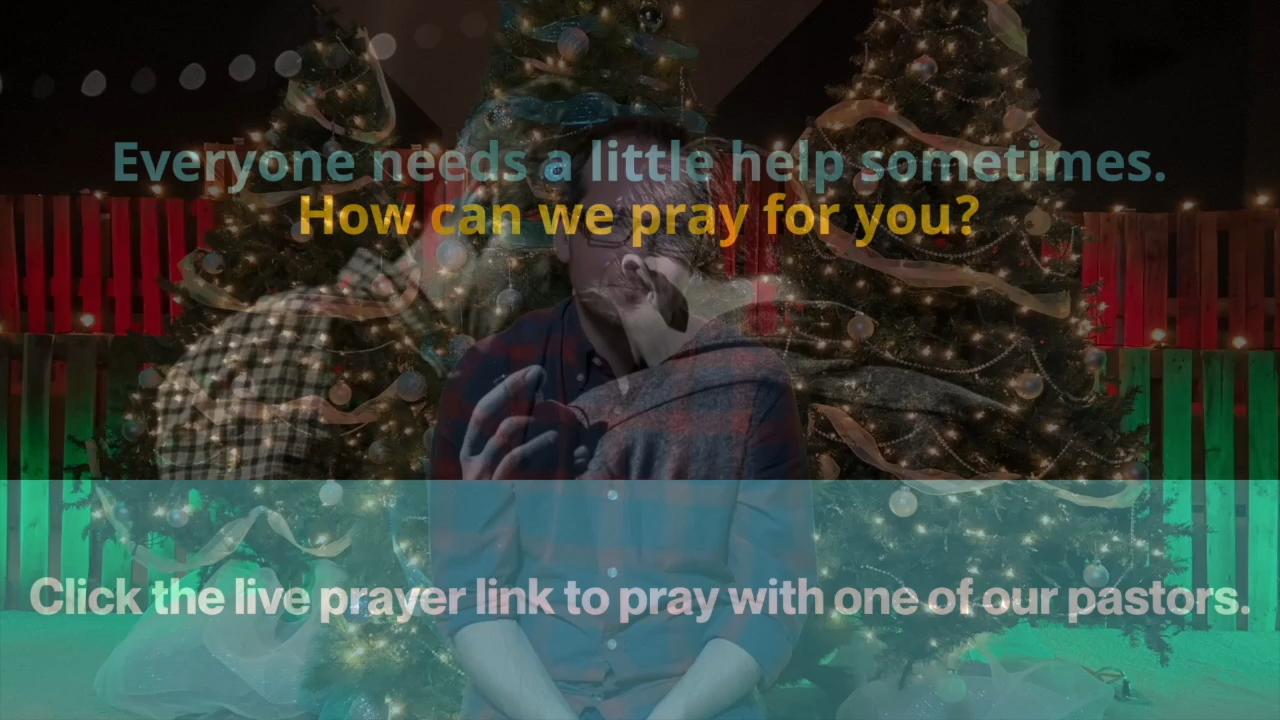 Everyone needs a little help sometimes.
How can we pray for you?
Click the live prayer link to pray with one of our pastors.